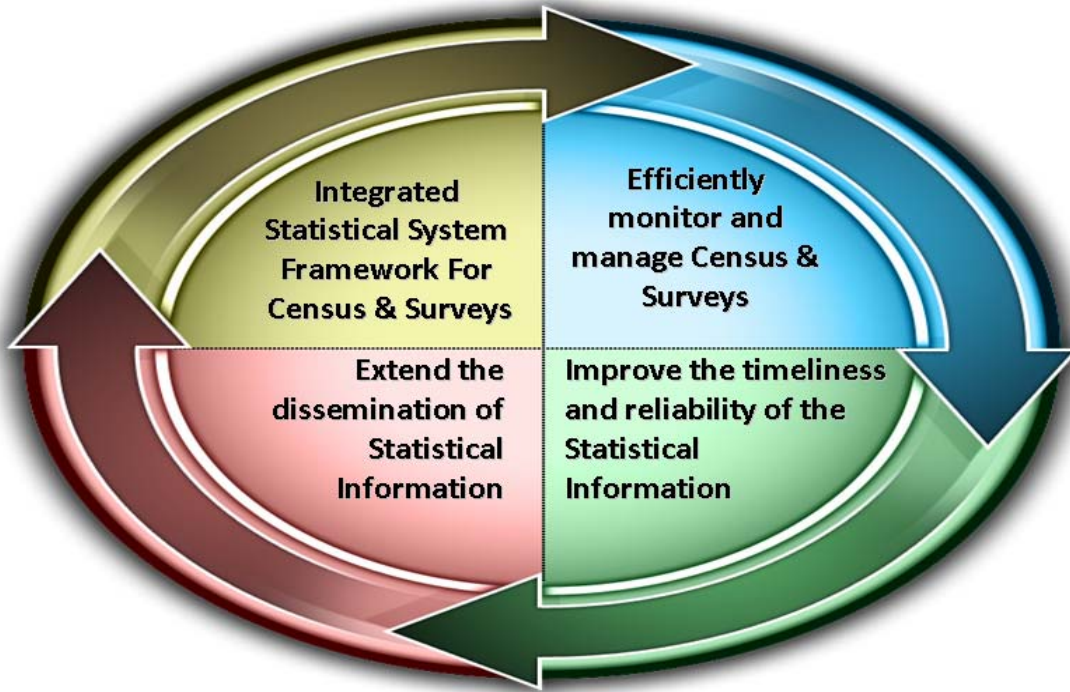 Integrated
Statistical System
Framework For
Census & Surveys
Efficiently
monitor and
manage Census &
Surveys
Extend the
dissemination of
Statistical
Information
Improve the timeliness
and reliability of the
Statistical
Information